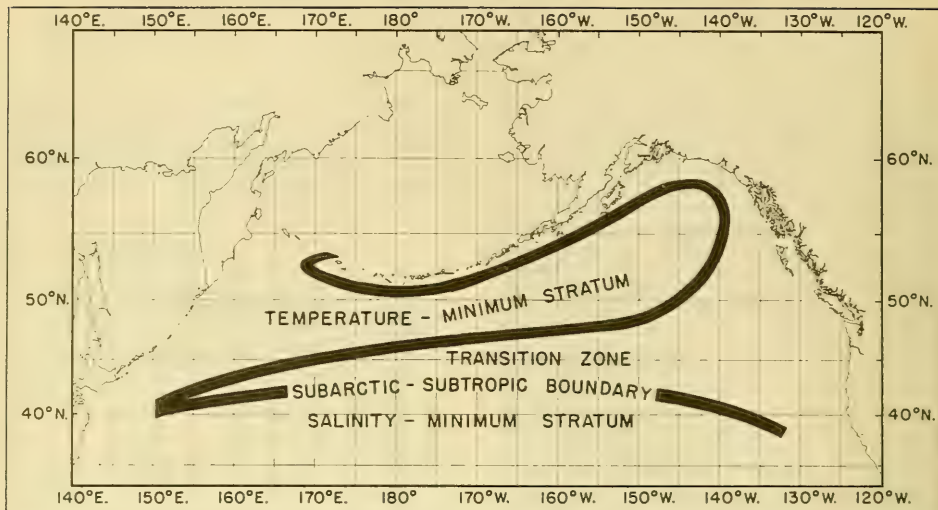 140°E. 150°E. 160°E. 170°E. 180° 170°W. 160°W. 150°W. 140°W. 130°W. 120°W.
60°N. 60°N.
50°N. 50°N.
TEMPERATURE - MINIMUM STRATUM
TRANSITION ZONE
SUBARCTIC - SUBTROPIC BOUNDARY
40°N. 40°N.
SALINITY - MINIMUM STRATUM
140°E. 150°E. 160°E. 170°E. 180° 170°W. 160°W. 150°W. 140°W. 130°W. 120°W.